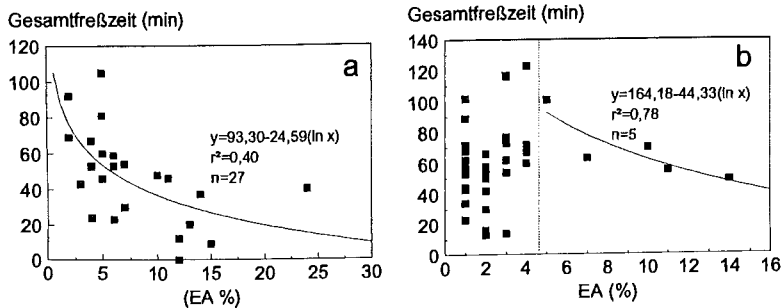 Gesamtfreßzeit (min)
120
100
80
60
40
20
0
a
y=93,30-24,59(ln x)
r²=0,40
n=27
0 5 10 15 20 25 30
(EA %)
Gesamtfreßzeit (min)
140
120
100
80
60
40
20
0
b
y=164,18-44,33(ln x)
r²=0,78
n=5
0 2 4 6 8 10 12 14 16
EA (%)